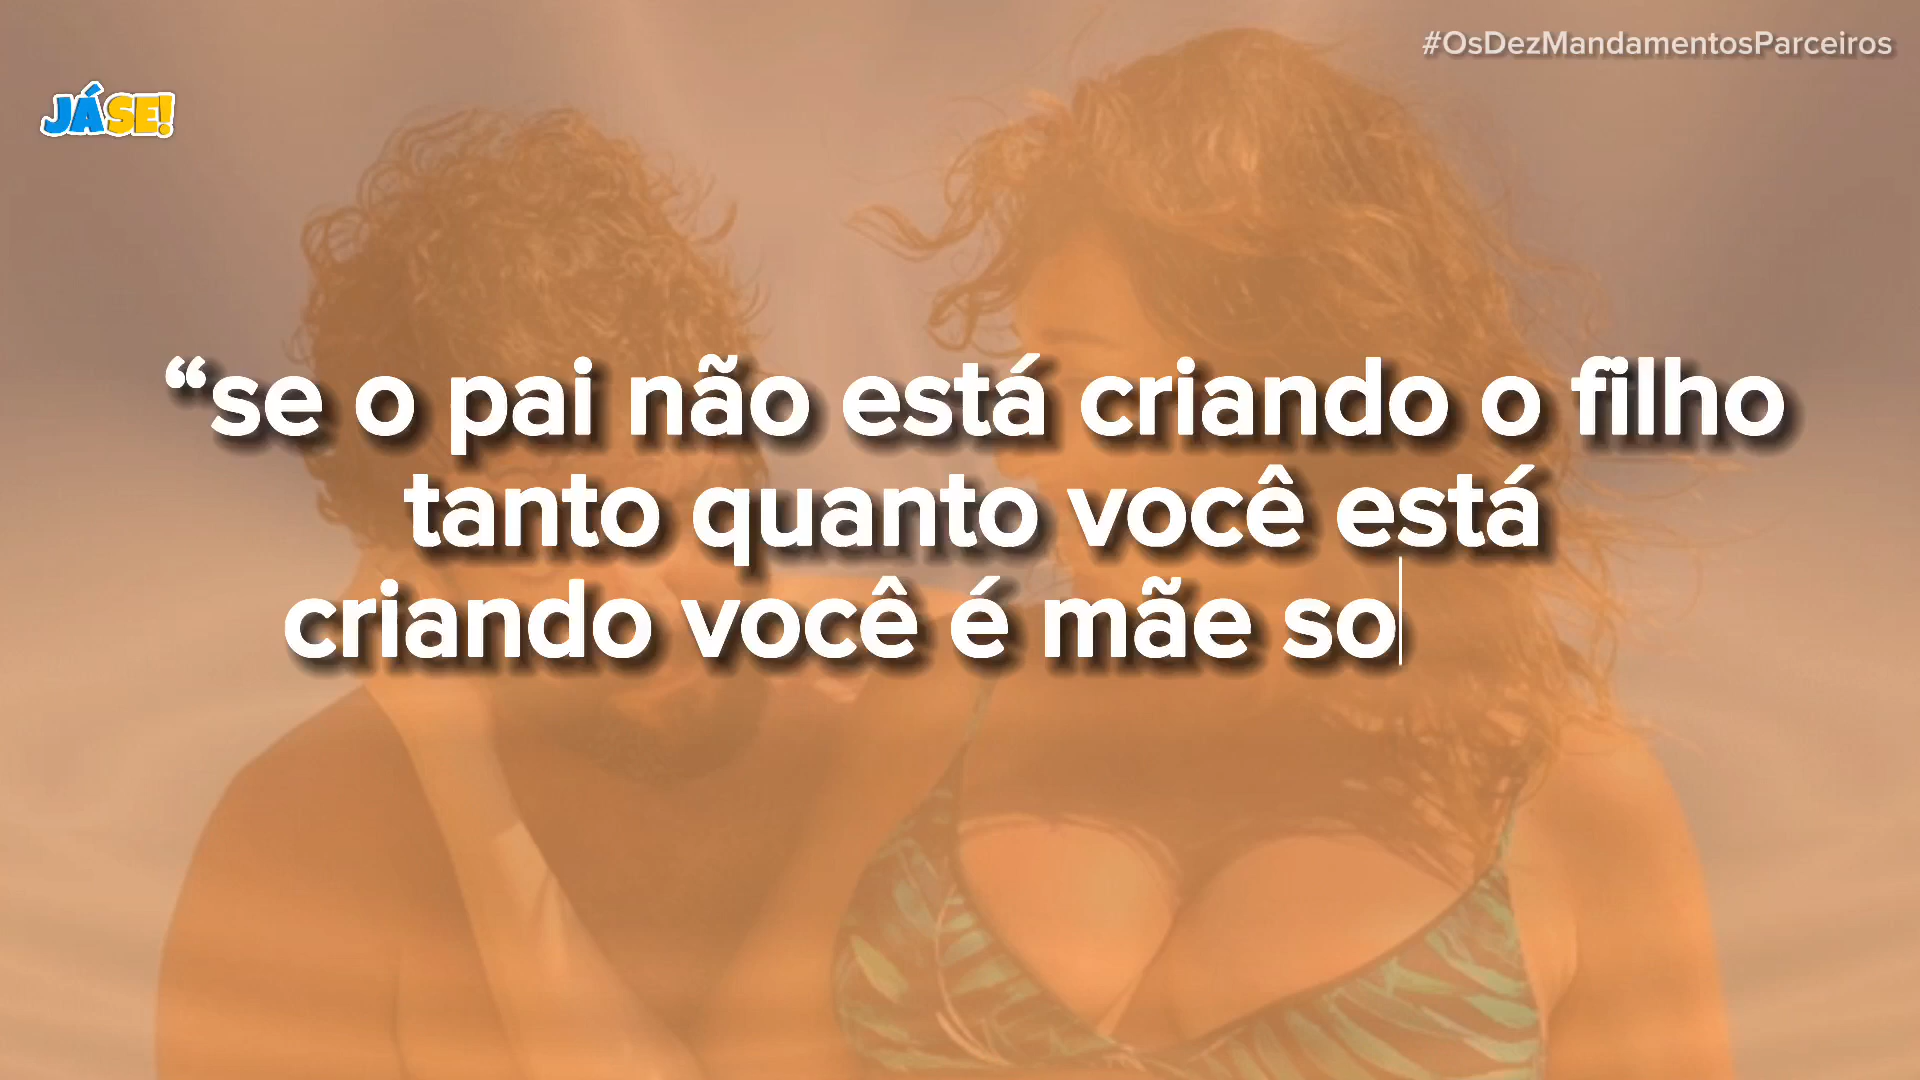 #OsDezMandamentosParceiros
JÁSE!
“se o pai não está criando o filho
tanto quanto você está
criando você é mãe so